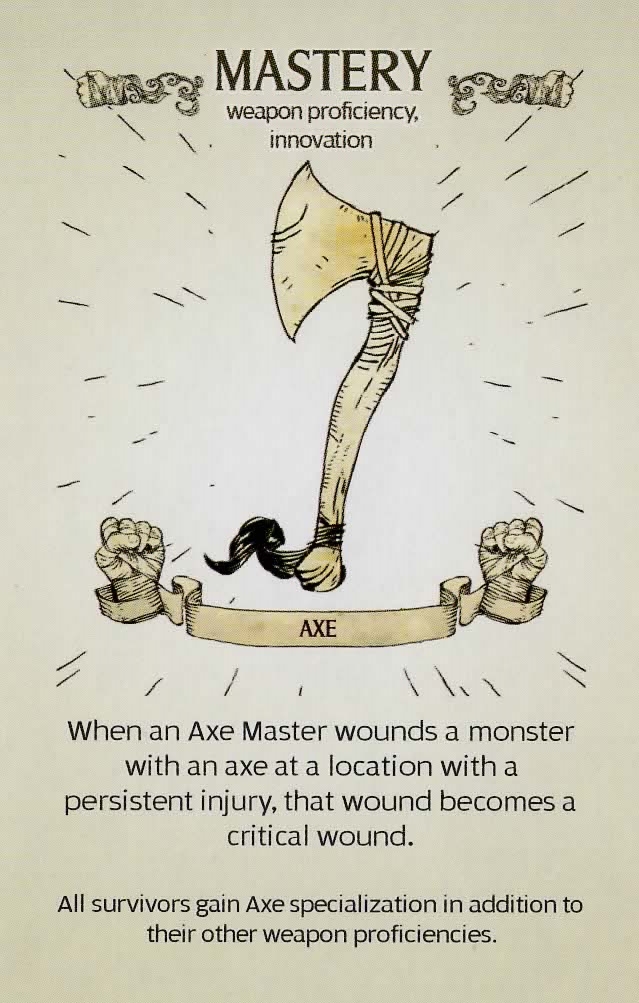 MASTERY
weapon proficiency,
innovation
AXE
When an Axe Master wounds a monster
with an axe at a location with a
persistent injury, that wound becomes a
critical wound.
All survivors gain Axe specialization in addition to
their other weapon proficiencies.